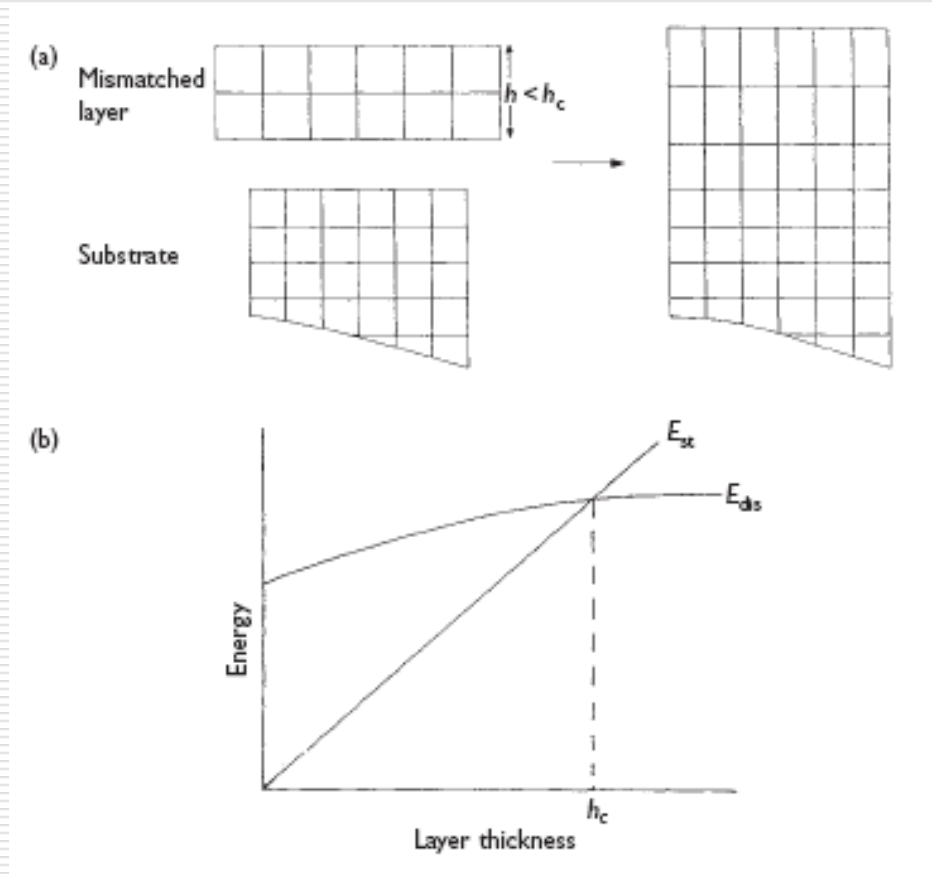 (a)
Mismatched
layer
h < hc
Substrate
(b)
Est
Edis
Energy
hc
Layer thickness